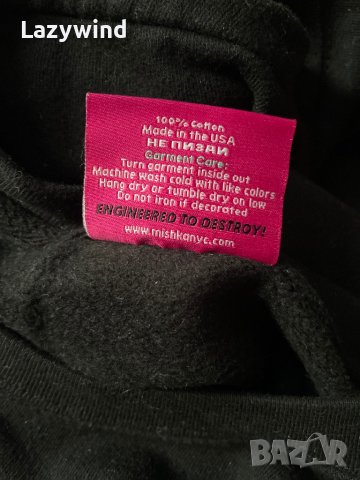 Lazywind
100% Cotton
Made in the USA
НЕ ПИЗАИ
Garment Care:
Turn garment inside out
Machine wash cold with like colors
Hang dry or tumble dry on low
Do not iron if decorated
ENGINEERED TO DESTROY!
www.mishkanyc.com
BAZAR